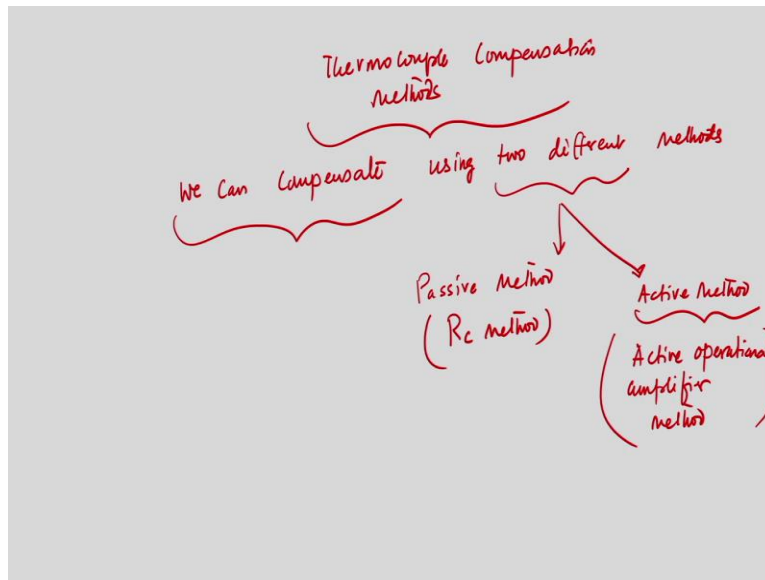 Thermocouple Compensation
Methods
We Can Compensate using two different methods
Passive Method
(Rc method)
Active Method
(Active operational
amplifier
method)